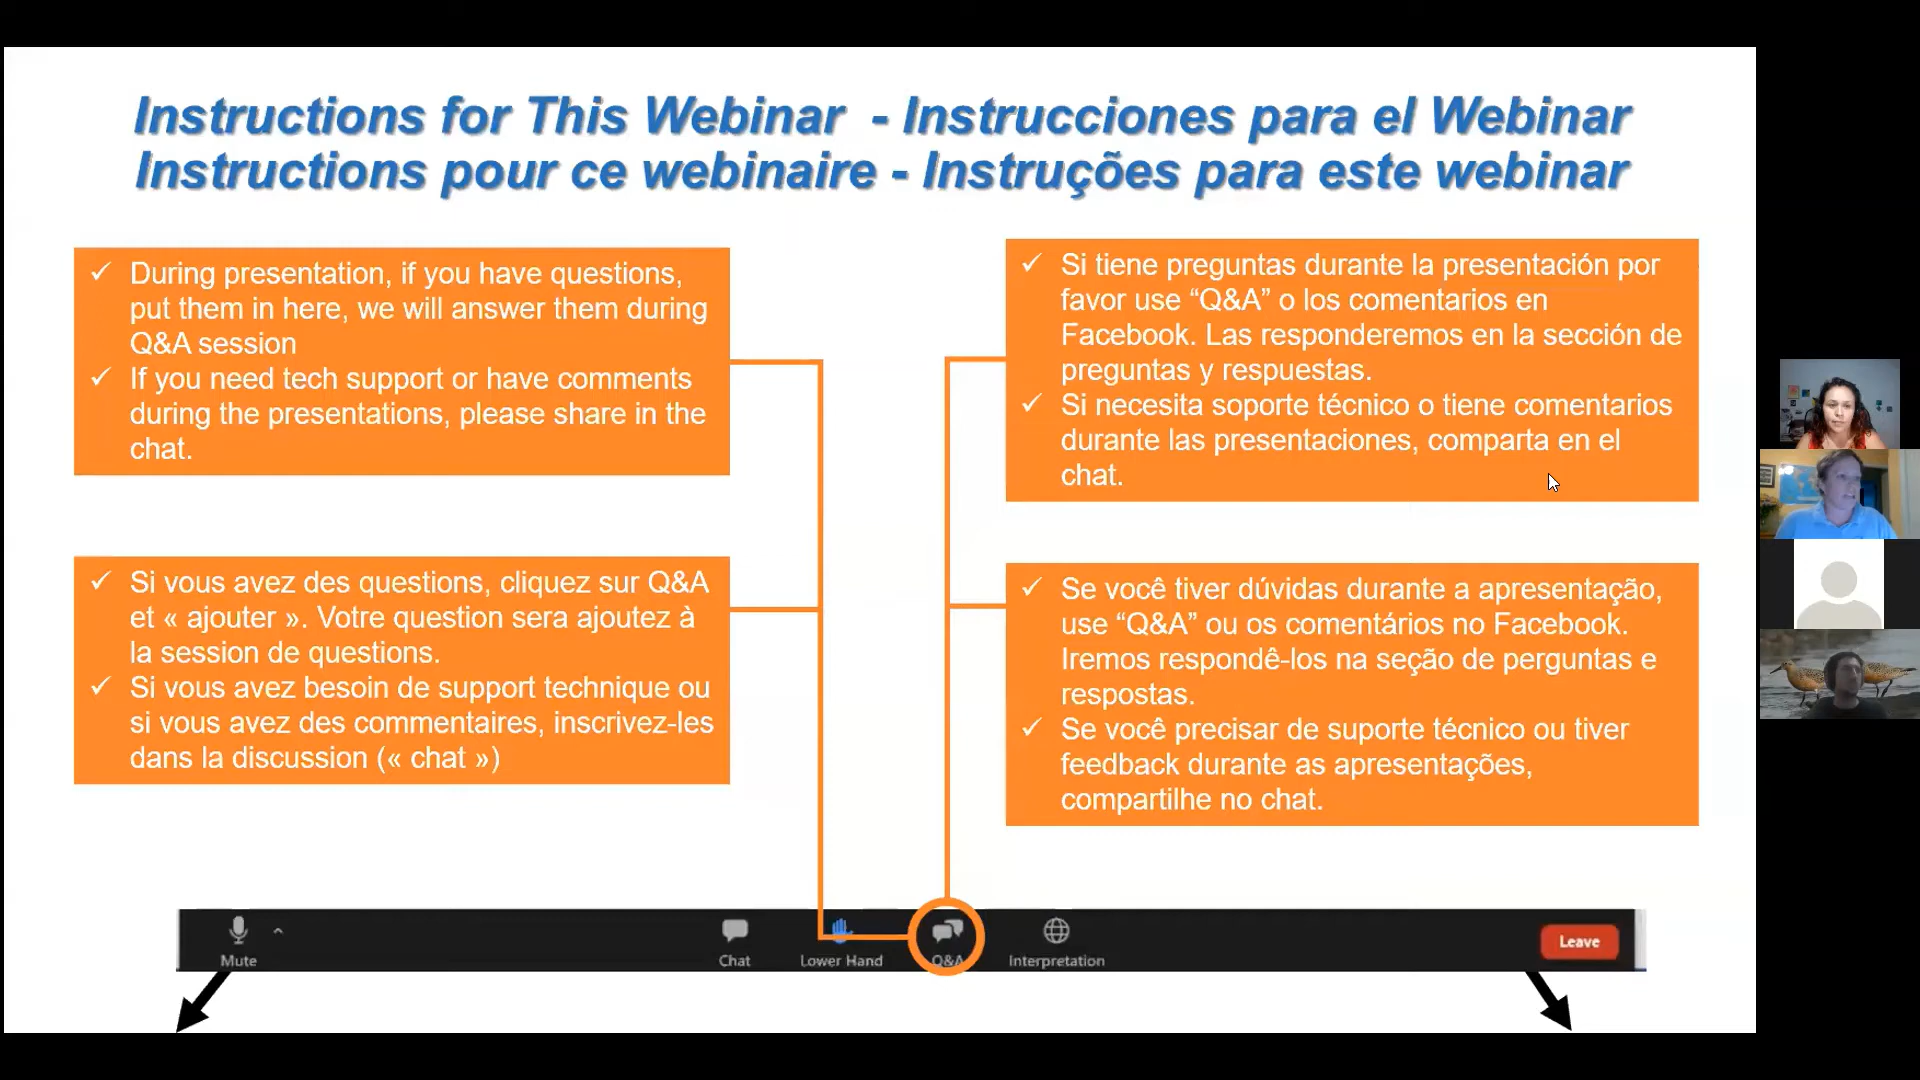 Instructions for This Webinar - Instrucciones para el Webinar
Instructions pour ce webinaire - Instruções para este webinar
During presentation, if you have questions,
put them in here, we will answer them during
Q&A session
If you need tech support or have comments
during the presentations, please share in the
chat.
Si tiene preguntas durante la presentación por
favor use “Q&A” o los comentarios en
Facebook. Las responderemos en la sección de
preguntas y respuestas.
Si necesita soporte técnico o tiene comentarios
durante las presentaciones, comparta en el
chat.
Si vous avez des questions, cliquez sur Q&A
et « ajouter ». Votre question sera ajoutez à
la session de questions.
Si vous avez besoin de support technique ou
si vous avez des commentaires, inscrivez-les
dans la discussion (« chat »)
Se você tiver dúvidas durante a apresentação,
use “Q&A” ou os comentários no Facebook.
Iremos respondê-los na seção de perguntas e
respostas.
Se você precisar de suporte técnico ou tiver
feedback durante as apresentações,
compartilhe no chat.
Mute
Chat
Lower Hand
Q&A
Interpretation
Leave